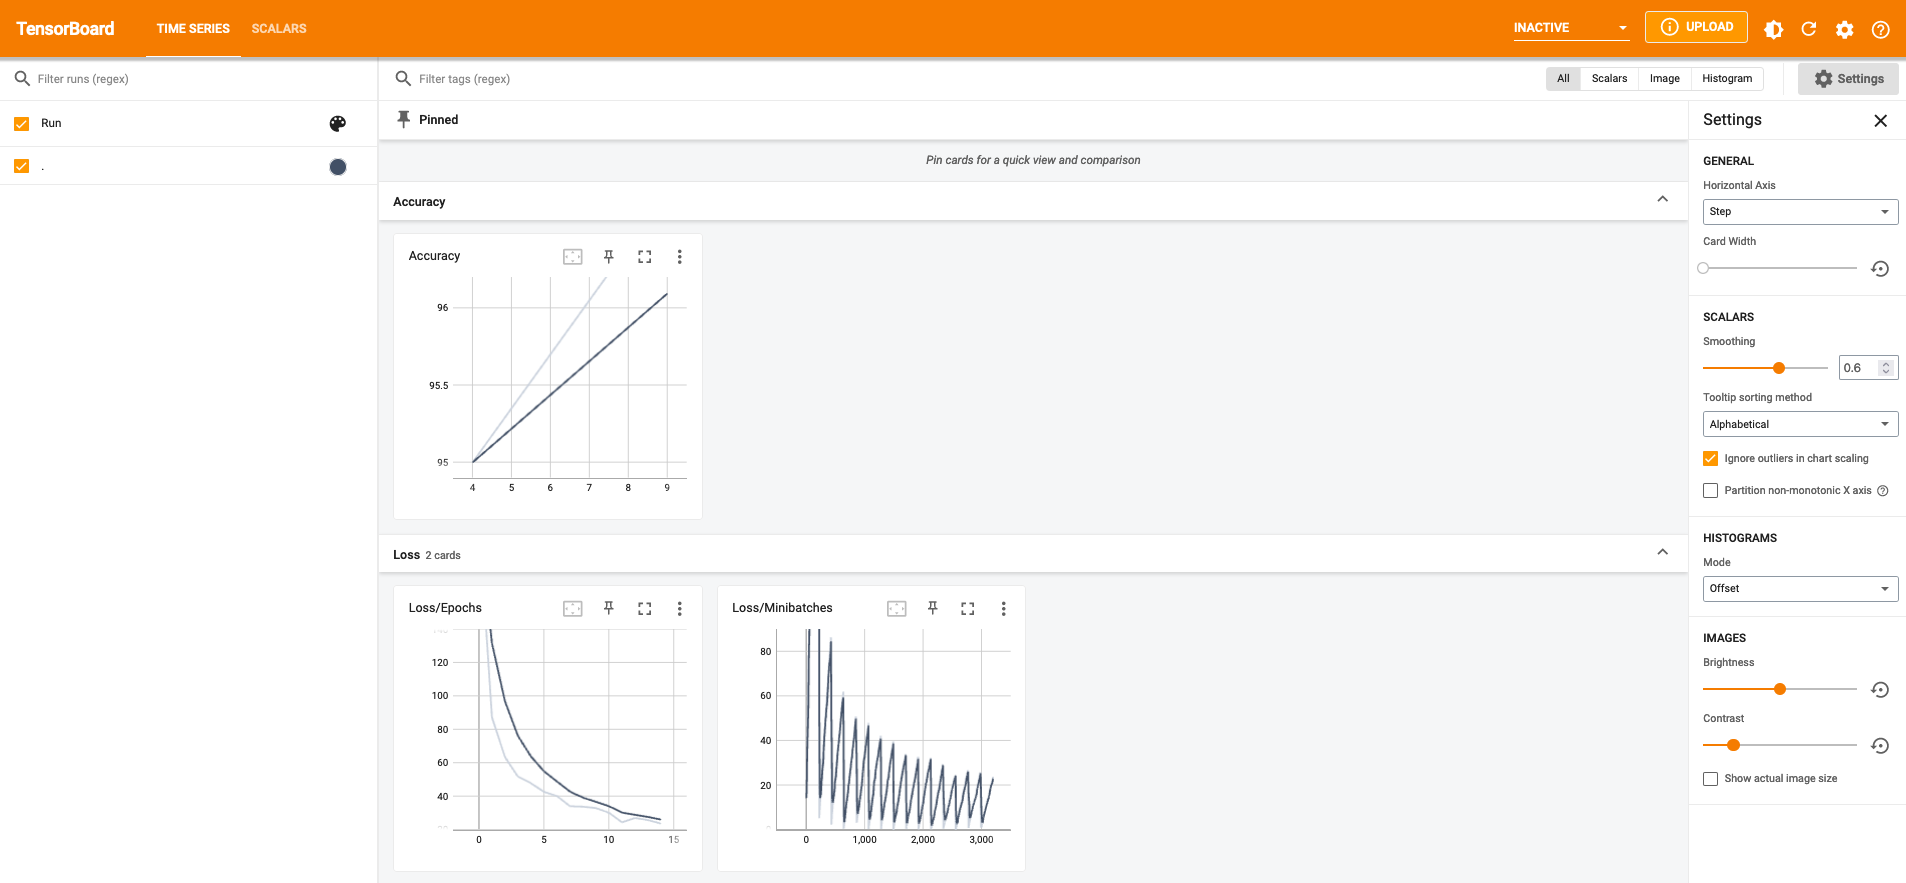 TensorBoard
TIME SERIES
SCALARS
INACTIVE
UPLOAD
Filter runs (regex)
Filter tags (regex)
All
Scalars
Image
Histogram
Settings
Run
.
Pinned
Pin cards for a quick view and comparison
Accuracy
Accuracy
96
95.5
95
4 5 6 7 8 9
Loss 2 cards
Loss/Epochs
120
100
80
60
40
0 5 10 15
Loss/Minibatches
80
60
40
20
0 1,000 2,000 3,000
Settings
GENERAL
Horizontal Axis
Step
Card Width
SCALARS
Smoothing
0.6
Tooltip sorting method
Alphabetical
Ignore outliers in chart scaling
Partition non-monotonic X axis
HISTOGRAMS
Mode
Offset
IMAGES
Brightness
Contrast
Show actual image size